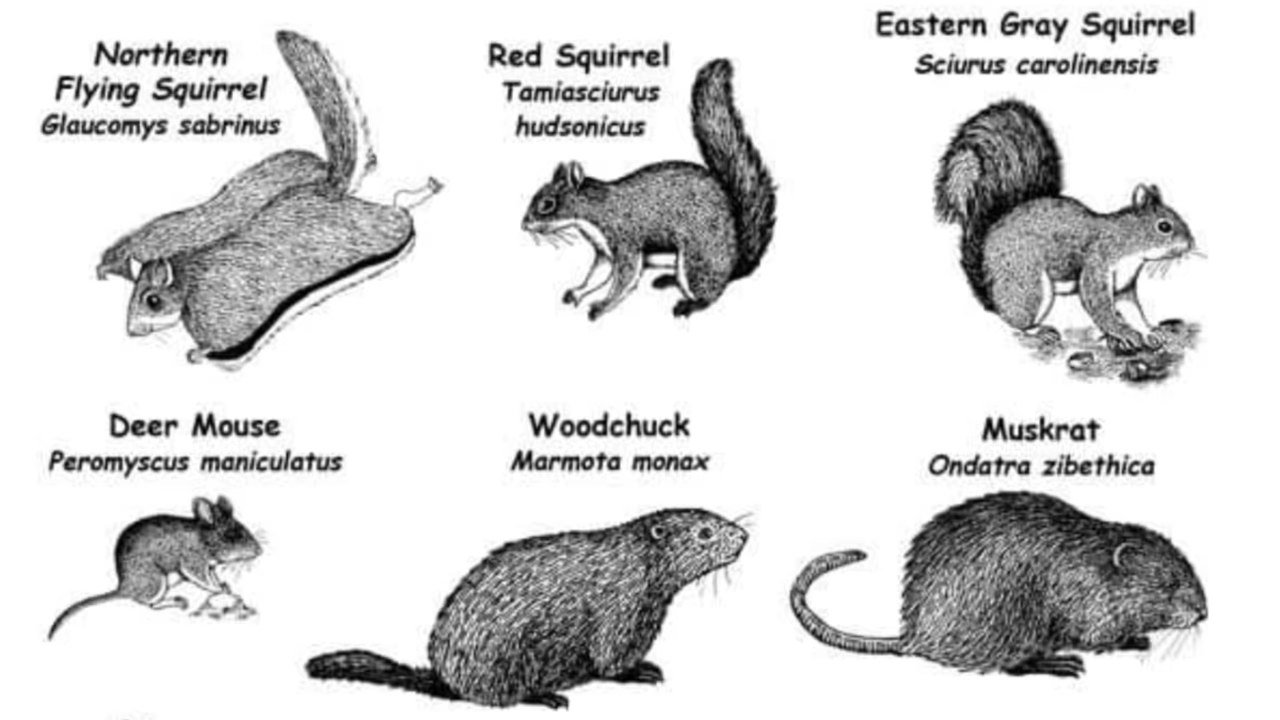 Northern
Flying Squirrel
Glaucomys sabrinus
Red Squirrel
Tamiasciurus
hudsonicus
Eastern Gray Squirrel
Sciurus carolinensis
Deer Mouse
Peromyscus maniculatus
Woodchuck
Marmota monax
Muskrat
Ondatra zibethica